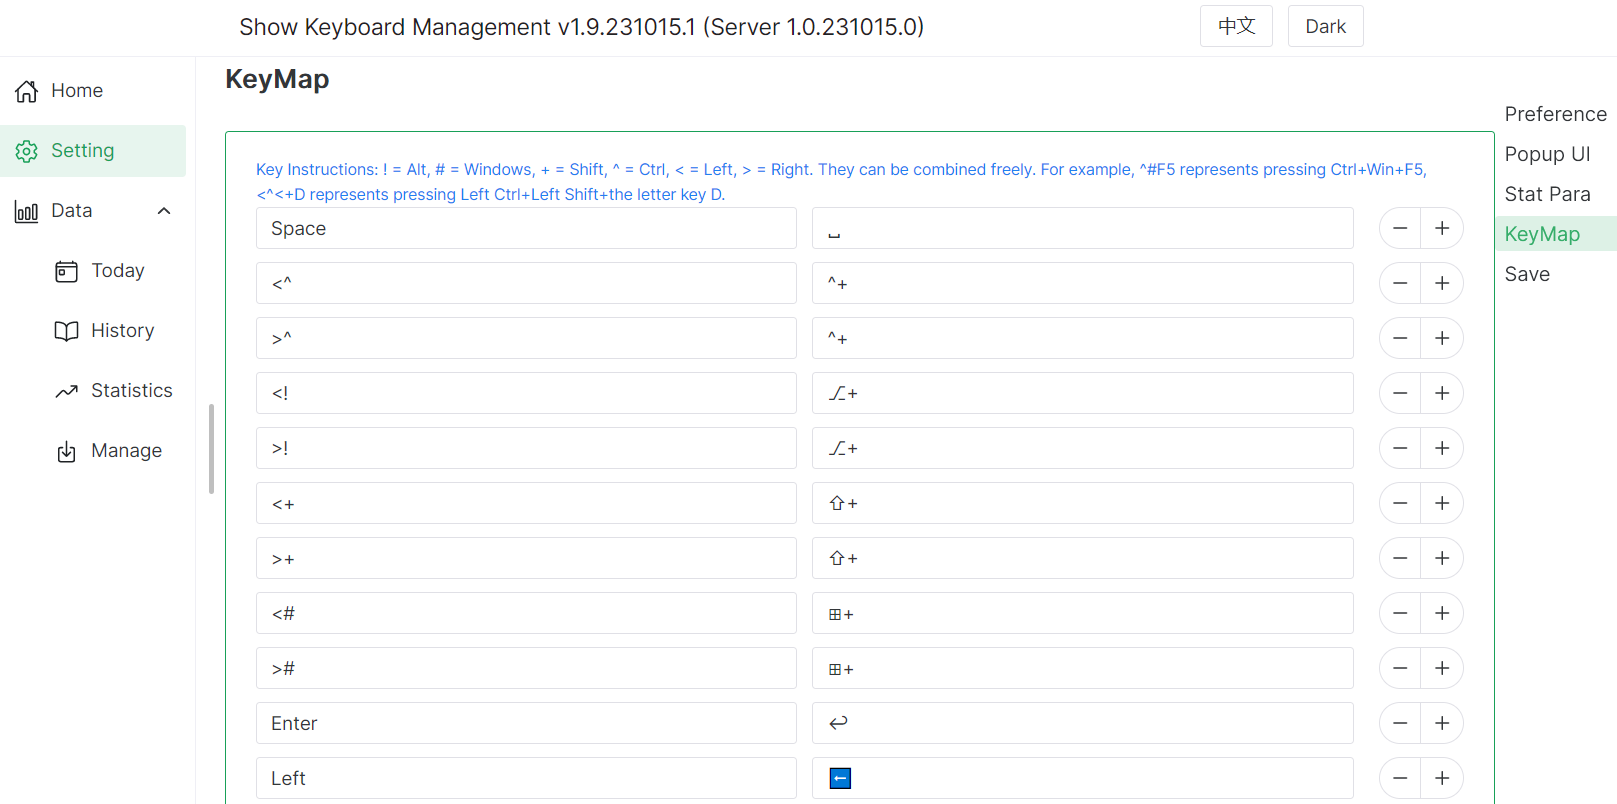 Show Keyboard Management v1.9.231015.1 (Server 1.0.231015.0)
中文
Dark
Home
Setting
Data
Today
History
Statistics
Manage
KeyMap
Key Instructions: ! = Alt, # = Windows, + = Shift, ^ = Ctrl, < = Left, > = Right. They can be combined freely. For example, ^#F5 represents pressing Ctrl+Win+F5,
<^<+D represents pressing Left Ctrl+Left Shift+the letter key D.
Space ␣
<^ ^+
>^ ^+
<! ⎇+
>! ⎇+
<+ ⇧+
>+ ⇧+
<# ⊞+
># ⊞+
Enter ↩
Left ⬅
Preference
Popup UI
Stat Para
KeyMap
Save